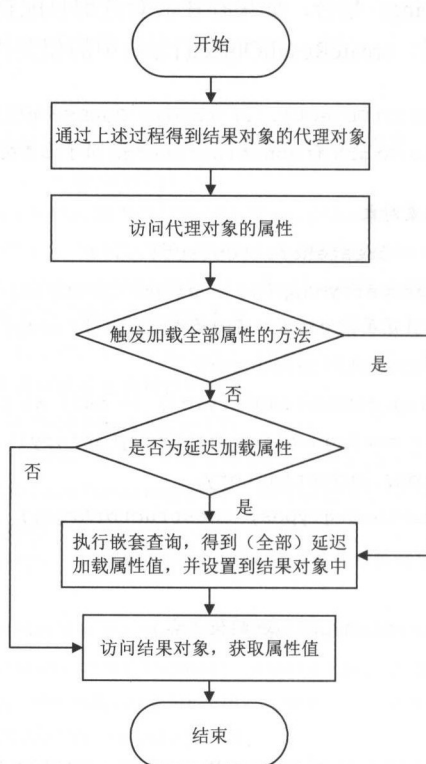 开始
通过上述过程得到结果对象的代理对象
访问代理对象的属性
触发加载全部属性的方法
是
否
是否为延迟加载属性
否
是
执行嵌套查询，得到（全部）延迟
加载属性值，并设置到结果对象中
访问结果对象，获取属性值
结束